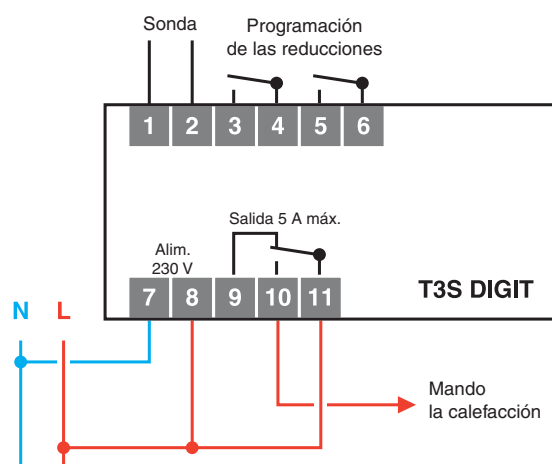 Sonda
Programación
de las reducciones
1 2 3 4 5 6
Salida 5 A máx.
Alim.
230 V
7 8 9 10 11
T3S DIGIT
N L
Mando
la calefacción